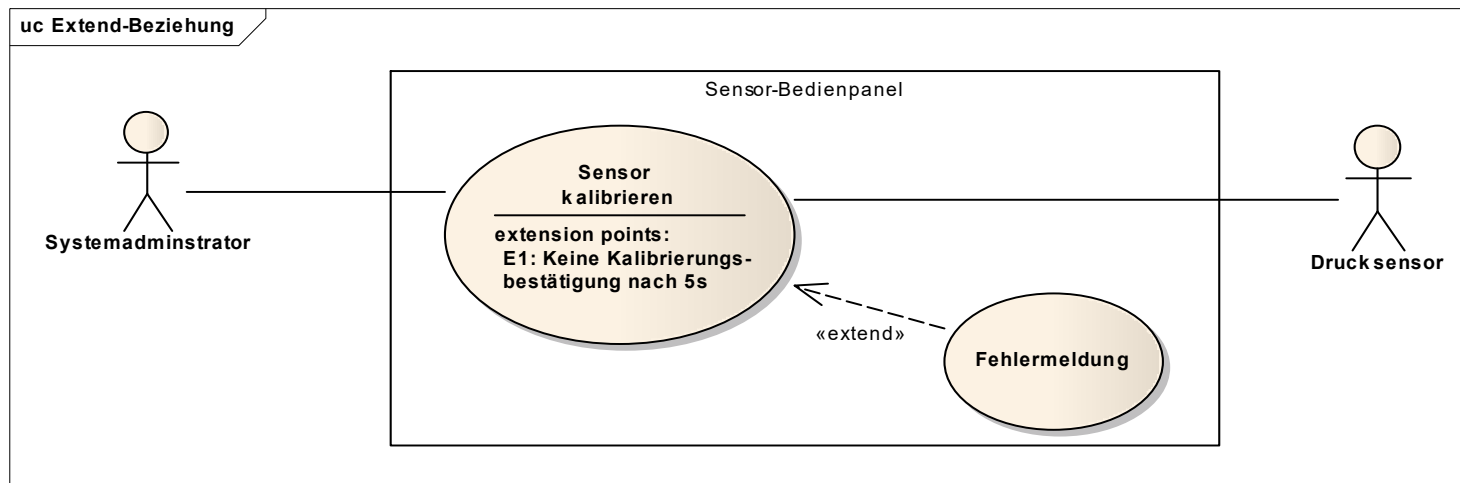 uc Extend-Beziehung
Sensor-Bedienpanel
Systemadminstrator
Sensor
kalibrieren
extension points:
E1: Keine Kalibrierungs-
bestätigung nach 5s
Drucksensor
«extend»
Fehlermeldung